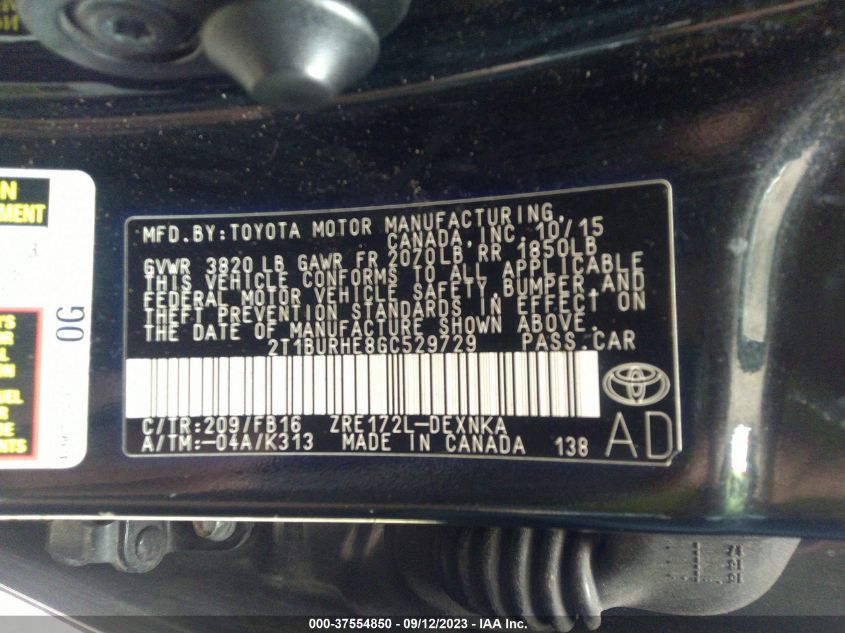 N
MENT
3
OG
MFD.BY:TOYOTA MOTOR MANUFACTURING,
CANADA,INC. 10/15
GVWR 3820 LB GAWR FR 2070LB RR 1850LB
THIS VEHICLE CONFORMS TO ALL APPLICABLE
FEDERAL MOTOR VEHICLE SAFETY, BUMPER,AND
THEFT PREVENTION STANDARDS IN EFFECT ON
THE DATE OF MANUFACTURE SHOWN ABOVE.
2T1BURHE8GC529729 PASS.CAR
C/TR:209/FB16 ZRE172L-DEXNKA
A/TM:-04A/K313 MADE IN CANADA 138
AD
000-37554850 - 09/12/2023 - IAA Inc.